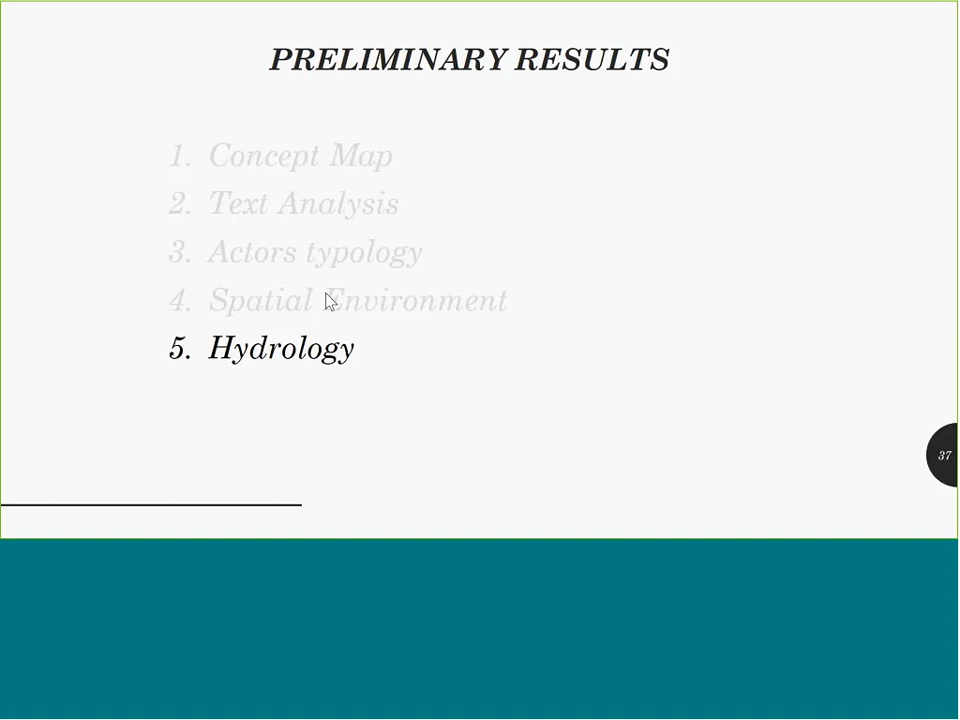 PRELIMINARY RESULTS
1. Concept Map
2. Text Analysis
3. Actors typology
4. Spatial Environment
5. Hydrology
37